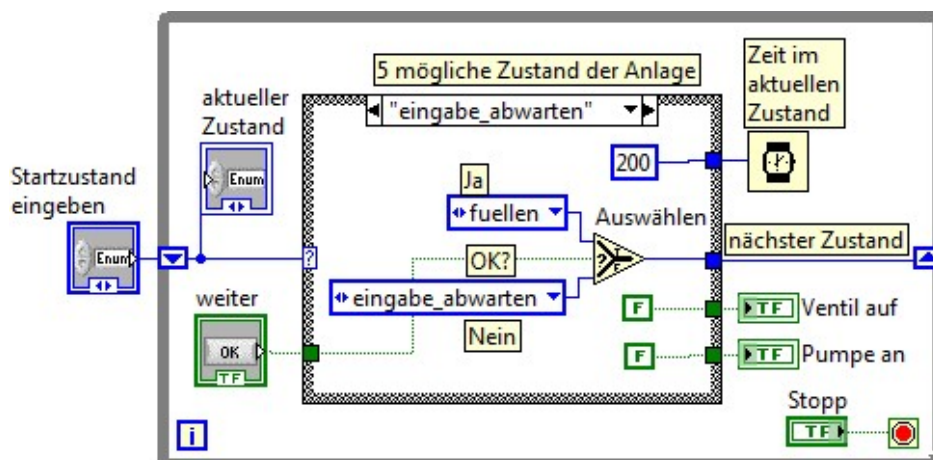 5 mögliche Zustand der Anlage
"eingabe_abwarten"
Zeit im
aktuellen
Zustand
aktueller
Zustand
Enum
200
Startzustand
eingeben
Enum
Ja
fuellen
Auswählen
?
OK?
?
T
F
nächster Zustand
eingabe_abwarten
Nein
weiter
OK
TF
F
TF
Ventil auf
F
TF
Pumpe an
Stopp
TF
i